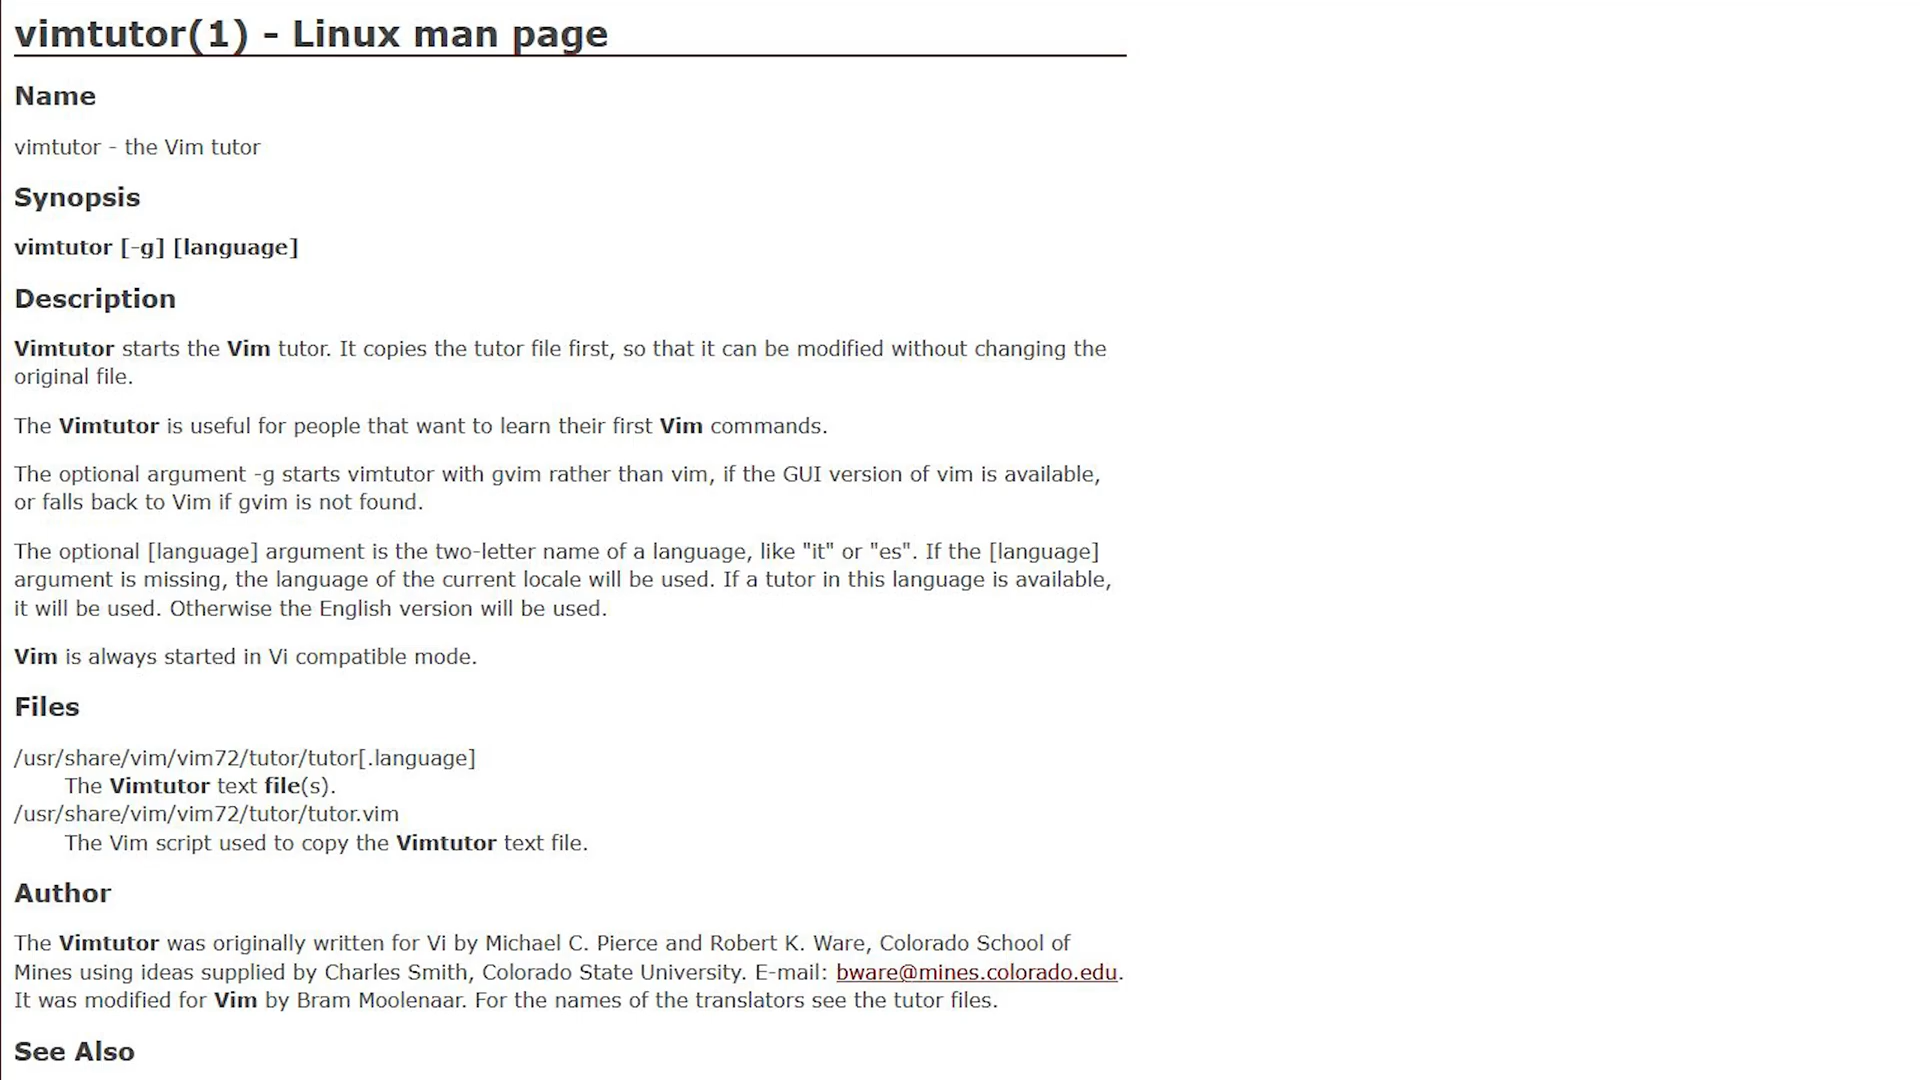 vimtutor(1) - Linux man page
Name
vimtutor - the Vim tutor
Synopsis
vimtutor [-g] [language]
Description
Vimtutor starts the Vim tutor. It copies the tutor file first, so that it can be modified without changing the
original file.
The Vimtutor is useful for people that want to learn their first Vim commands.
The optional argument -g starts vimtutor with gvim rather than vim, if the GUI version of vim is available,
or falls back to Vim if gvim is not found.
The optional [language] argument is the two-letter name of a language, like "it" or "es". If the [language]
argument is missing, the language of the current locale will be used. If a tutor in this language is available,
it will be used. Otherwise the English version will be used.
Vim is always started in Vi compatible mode.
Files
/usr/share/vim/vim72/tutor/tutor[.language]
The Vimtutor text file(s).
/usr/share/vim/vim72/tutor/tutor.vim
The Vim script used to copy the Vimtutor text file.
Author
The Vimtutor was originally written for Vi by Michael C. Pierce and Robert K. Ware, Colorado School of
Mines using ideas supplied by Charles Smith, Colorado State University. E-mail: bware@mines.colorado.edu.
It was modified for Vim by Bram Moolenaar. For the names of the translators see the tutor files.
See Also